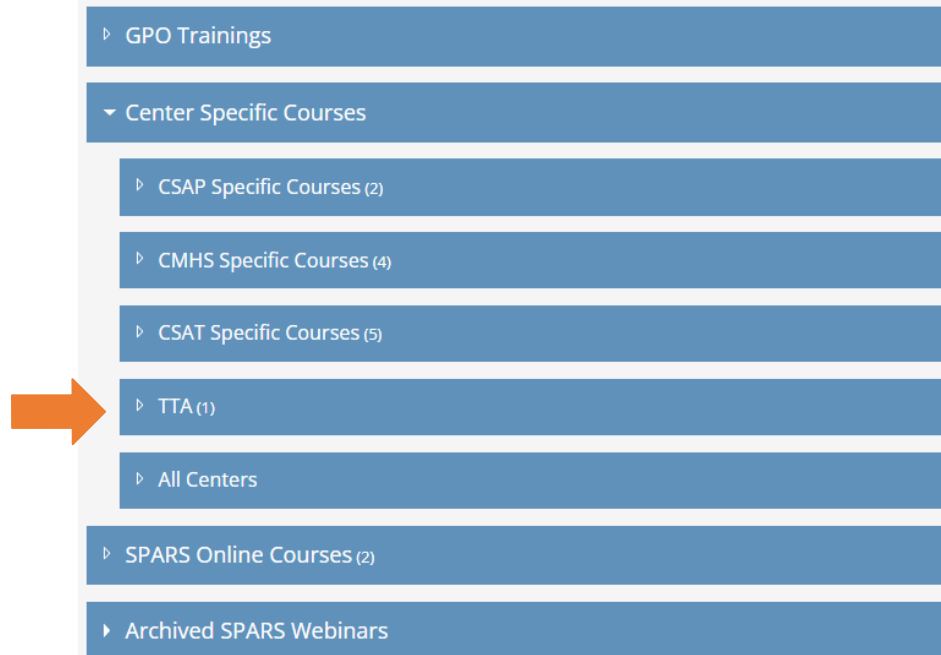 GPO Trainings
Center Specific Courses
CSAP Specific Courses (2)
CMHS Specific Courses (4)
CSAT Specific Courses (5)
TTA (1)
All Centers
SPARS Online Courses (2)
Archived SPARS Webinars